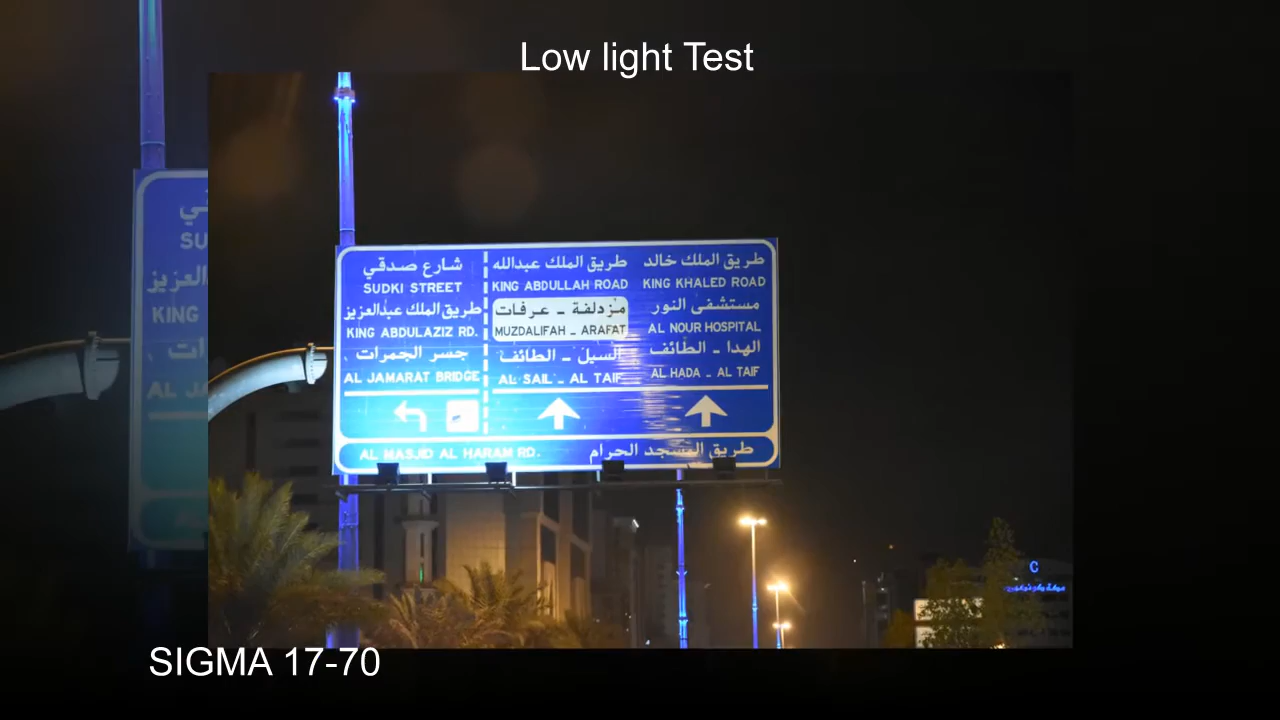 Low light Test
شارع صدقي
SUDKI STREET
طريق الملك عبدالعزيز
KING ABDULAZIZ RD.
جسر الجمرات
AL JAMARAT BRIDGE
طريق الملك عبدالله
KING ABDULLAH ROAD
مزدلفة - عرفات
MUZDALIFAH - ARAFAT
السيل - الطائف
AL SAIL - AL TAIF
طريق الملك خالد
KING KHALED ROAD
مستشفى النور
AL NOUR HOSPITAL
الهدا - الطائف
AL HADA - AL TAIF
AL MASJID AL HARAM RD.
طريق المسجد الحرام
SIGMA 17-70